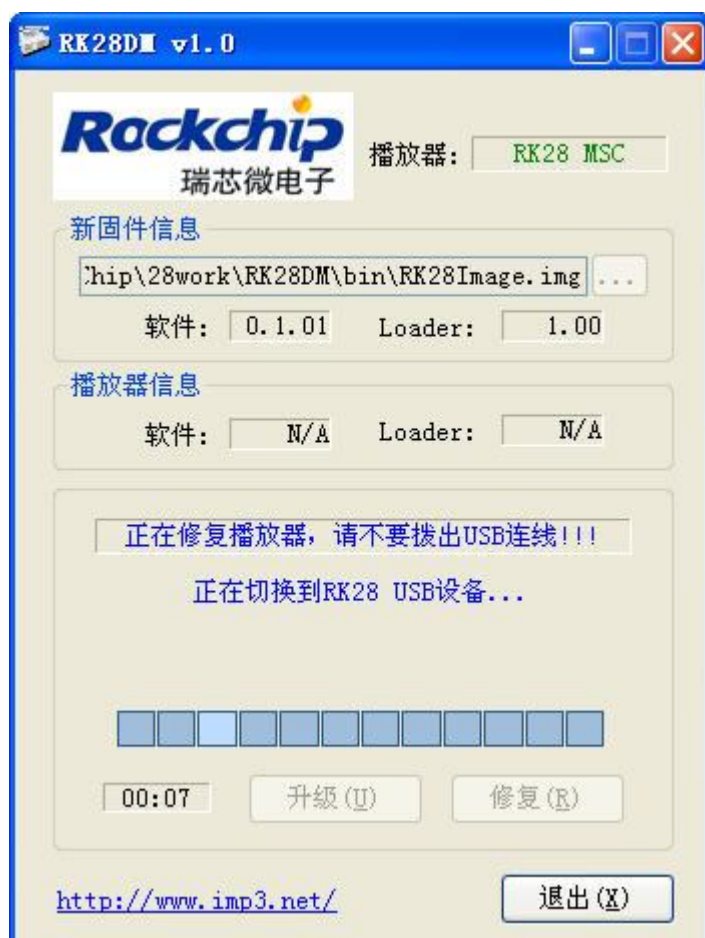 RK28DM v1.0
Rockchip
瑞芯微电子
播放器: RK28 MSC
新固件信息
Chip\28work\RK28DM\bin\RK28Image.img ...
软件: 0.1.01 Loader: 1.00
播放器信息
软件: N/A Loader: N/A
正在修复播放器，请不要拨出USB连线!!!
正在切换到RK28 USB设备...
00:07 升级(U) 修复(R)
http://www.imp3.net/ 退出(X)